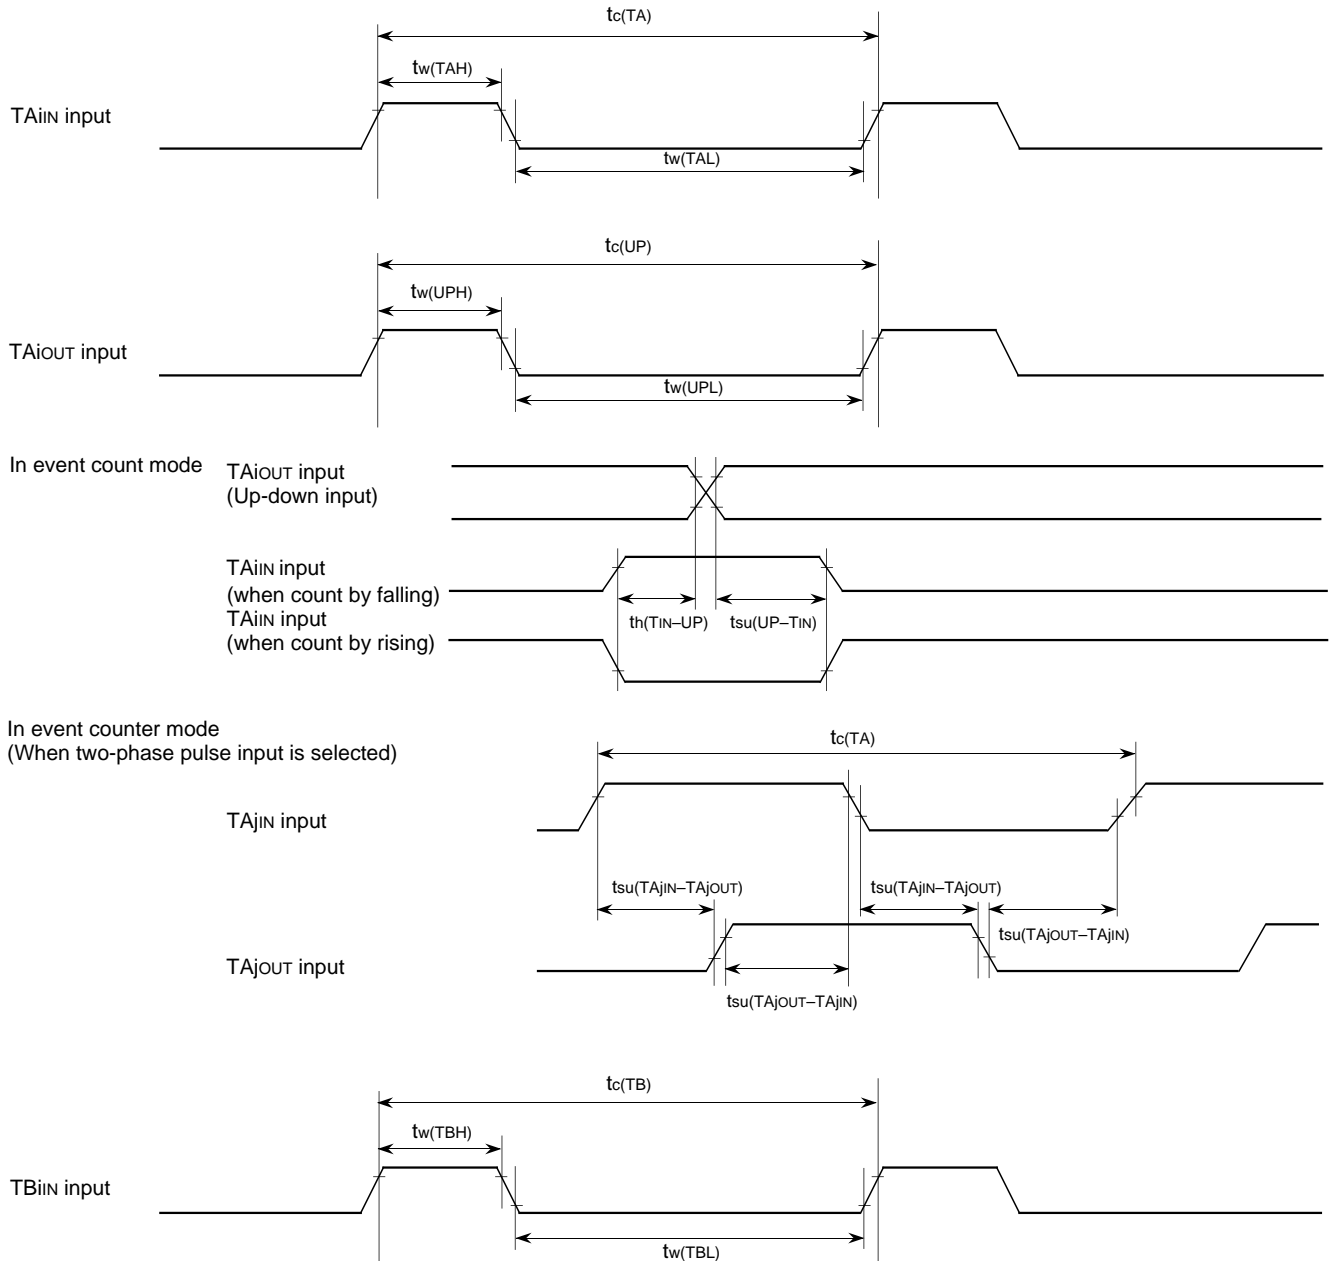 tc(TA)
tw(TAH)
TAiIN input
tw(TAL)
tc(UP)
tw(UPH)
TAiOUT input
tw(UPL)
In event count mode
TAiOUT input
(Up-down input)
TAiIN input
(when count by falling)
TAiIN input
(when count by rising)
th(TIN–UP)
tsu(UP–TIN)
In event counter mode
(When two-phase pulse input is selected)
tc(TA)
TAjIN input
tsu(TAjIN–TAjOUT)
tsu(TAjIN–TAjOUT)
tsu(TAjOUT–TAjIN)
TAjOUT input
tsu(TAjOUT–TAjIN)
tc(TB)
tw(TBH)
TBiIN input
tw(TBL)